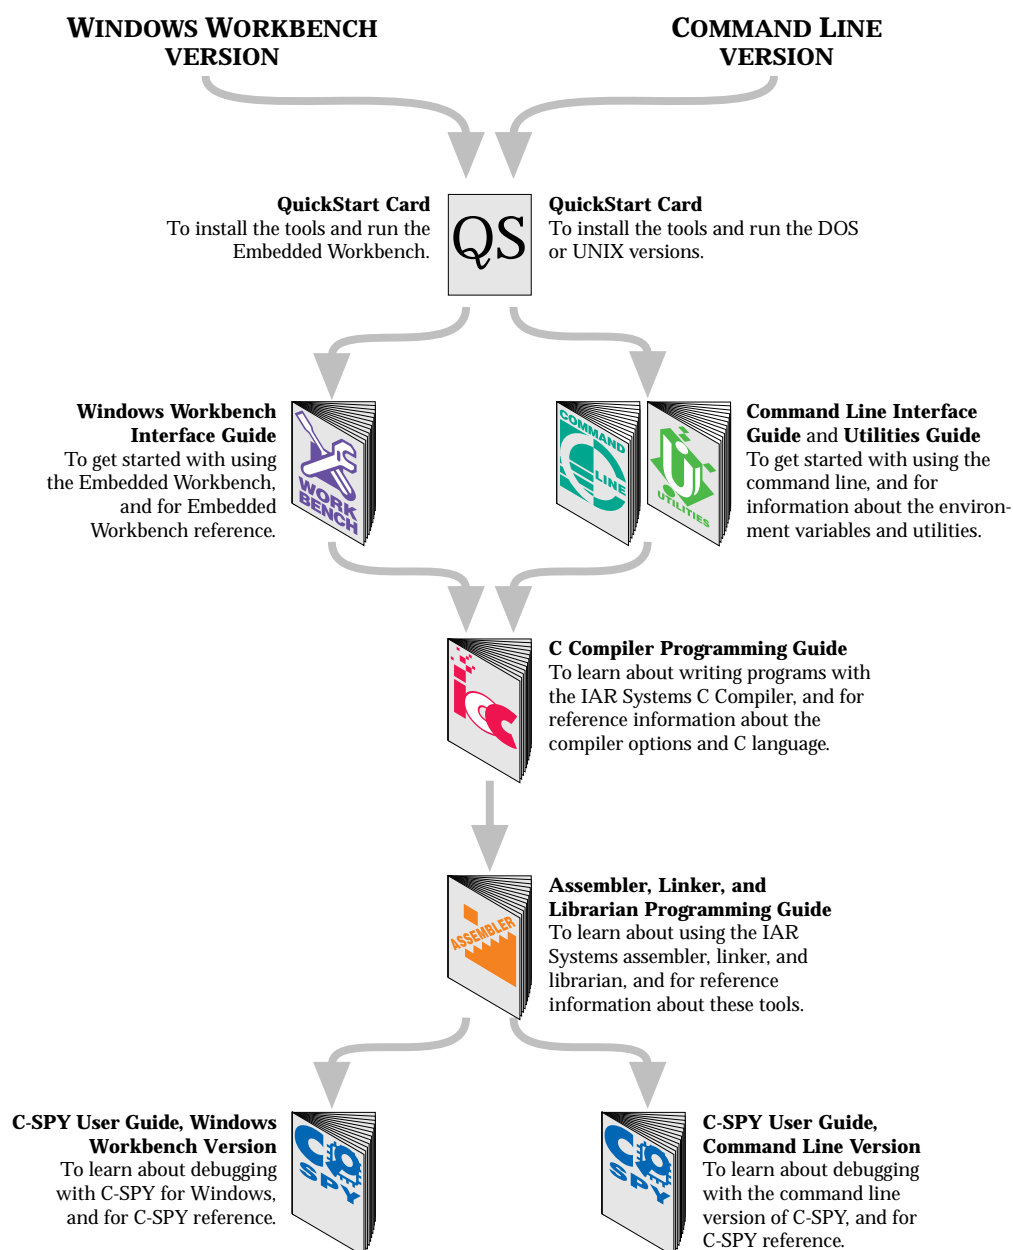 WINDOWS WORKBENCH
VERSION
COMMAND LINE
VERSION
QuickStart Card
To install the tools and run the
Embedded Workbench.
QS
QuickStart Card
To install the tools and run the DOS
or UNIX versions.
Windows Workbench
Interface Guide
To get started with using
the Embedded Workbench,
and for Embedded
Workbench reference.
WORK
BENCH
COMMAND
LINE
UTILITIES
Command Line Interface
Guide and Utilities Guide
To get started with using the
command line, and for
information about the environ-
ment variables and utilities.
icc
C Compiler Programming Guide
To learn about writing programs with
the IAR Systems C Compiler, and for
reference information about the
compiler options and C language.
ASSEMBLER
Assembler, Linker, and
Librarian Programming Guide
To learn about using the IAR
Systems assembler, linker, and
librarian, and for reference
information about these tools.
C-SPY User Guide, Windows
Workbench Version
To learn about debugging
with C-SPY for Windows,
and for C-SPY reference.
C
SPY
C
SPY
C-SPY User Guide,
Command Line Version
To learn about debugging
with the command line
version of C-SPY, and for
C-SPY reference.